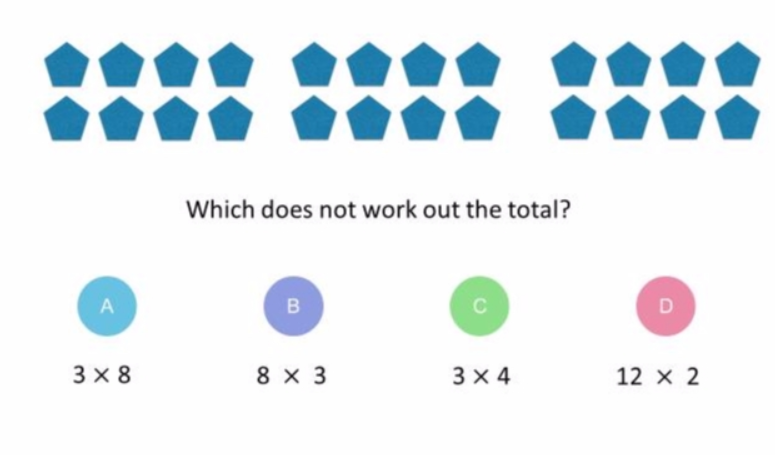 Which does not work out the total?
A B C D
3 × 8 8 × 3 3 × 4 12 × 2